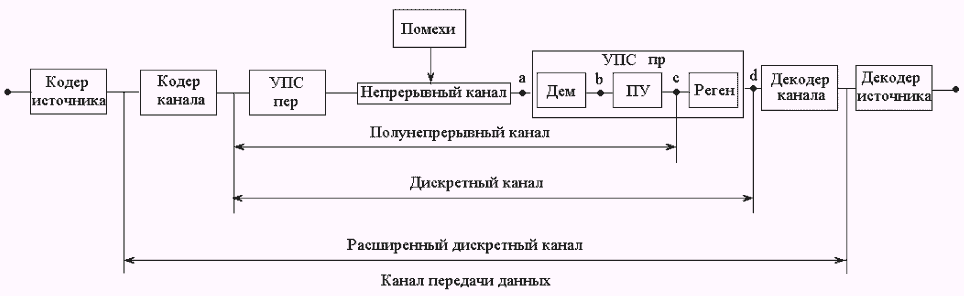 Помехи
УПС пр
Кодер
источника
Кодер
канала
УПС
пер
Непрерывный канал
a
Дем
b
ПУ
c
Реген
d
Декодер
канала
Декодер
источника
Полунепрерывный канал
Дискретный канал
Расширенный дискретный канал
Канал передачи данных